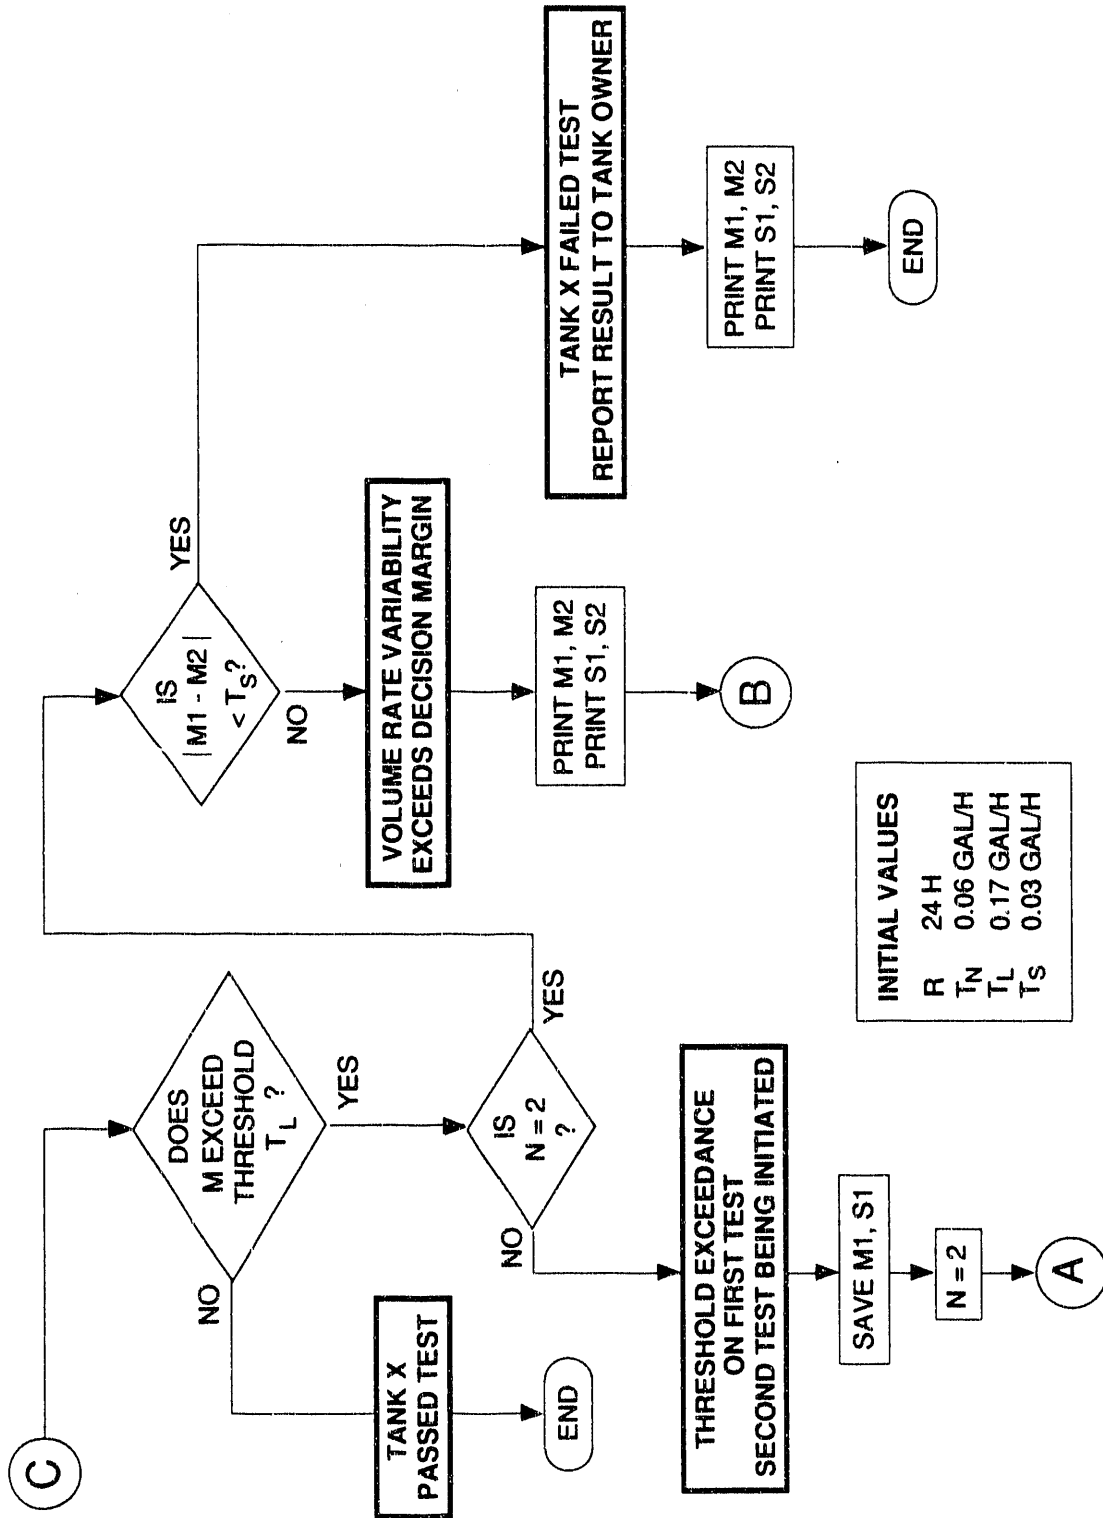 C
DOES
M EXCEED
THRESHOLD
T_L ?
NO
YES
TANK X
PASSED TEST
END
IS
N = 2
?
NO
YES
THRESHOLD EXCEEDANCE
ON FIRST TEST
SECOND TEST BEING INITIATED
SAVE M1, S1
N = 2
A
IS
|M1 - M2|
< T_S?
NO
YES
VOLUME RATE VARIABILITY
EXCEEDS DECISION MARGIN
PRINT M1, M2
PRINT S1, S2
B
TANK X FAILED TEST
REPORT RESULT TO TANK OWNER
PRINT M1, M2
PRINT S1, S2
END
INITIAL VALUES
R 24 H
T_N 0.06 GAL/H
T_L 0.17 GAL/H
T_S 0.03 GAL/H